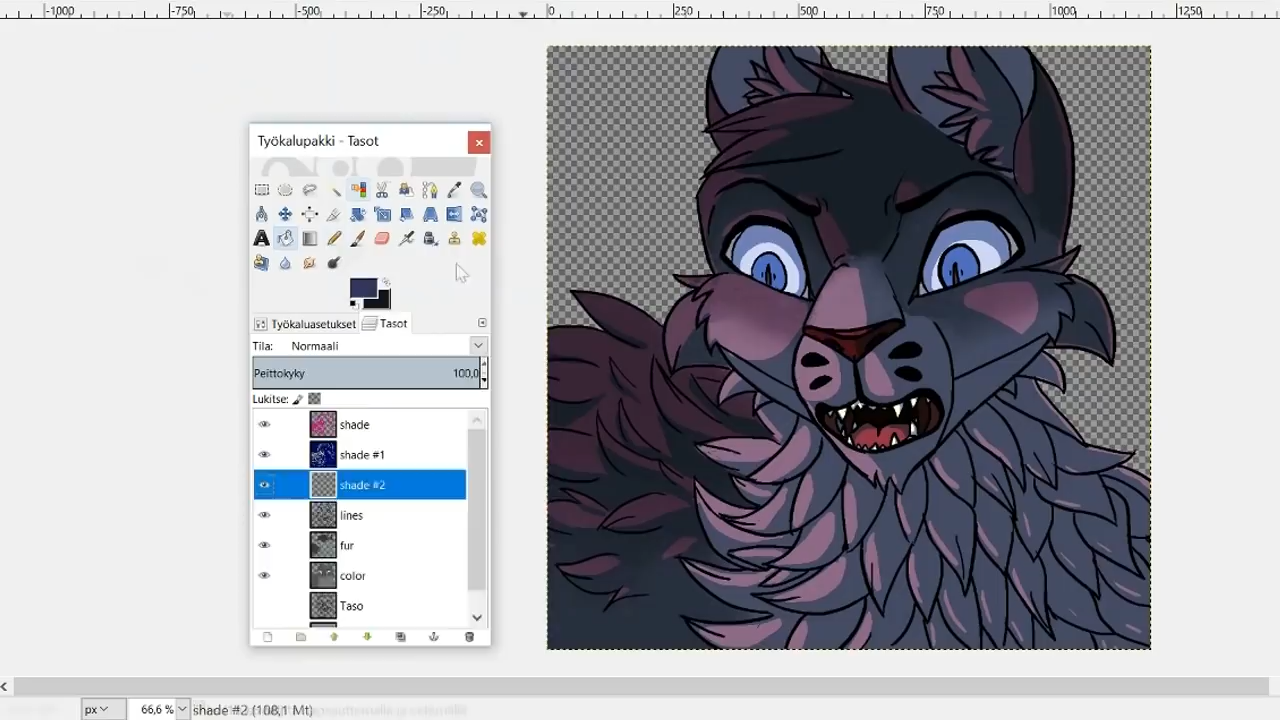 -1000 -750 -500 -250 0 250 500 750 1000 1250
Työkalupakki - Tasot
Työkaluasetukset Tasot
Tila: Normaali
Peittokyky 100,0
Lukitse:
shade
shade #1
shade #2
lines
fur
color
Taso
px 66,6 % shade #2 (108,1 Mt)